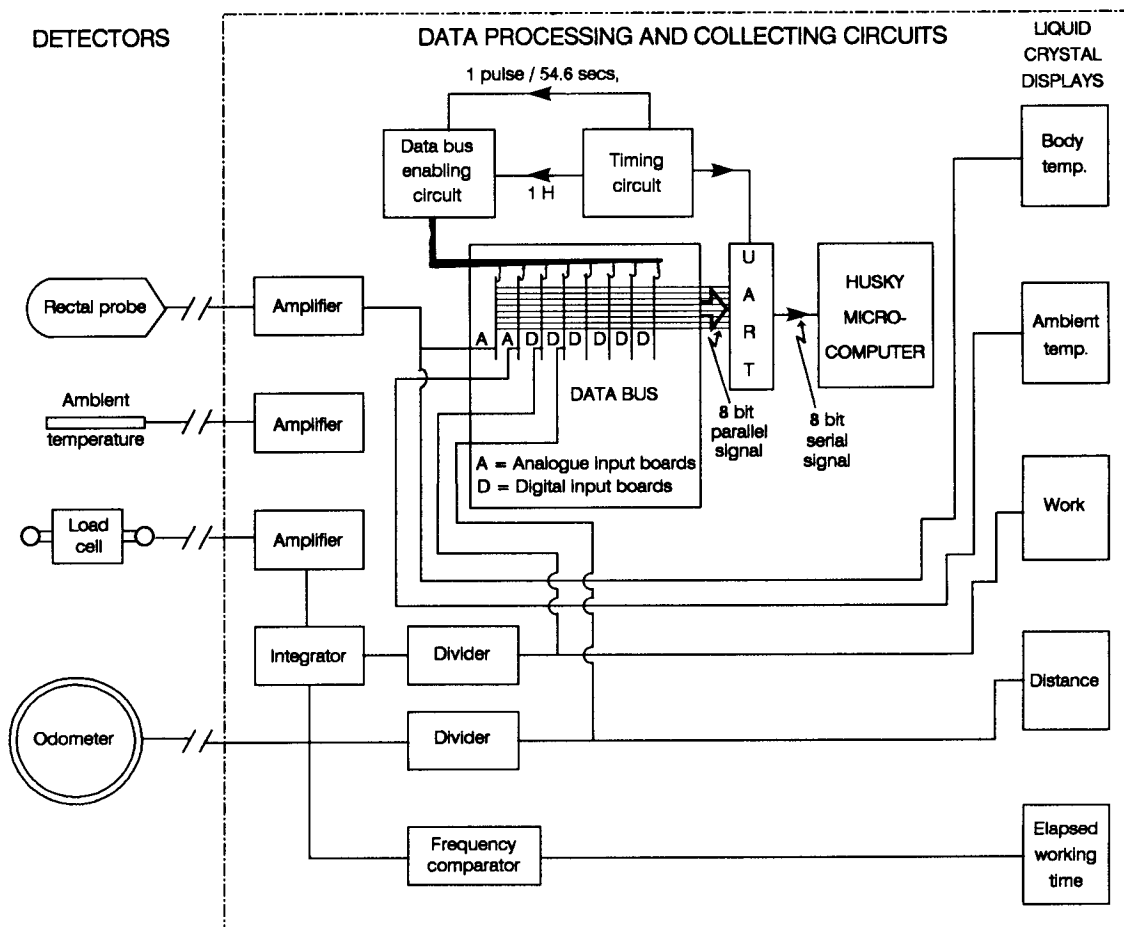 DETECTORS
DATA PROCESSING AND COLLECTING CIRCUITS
LIQUID
CRYSTAL
DISPLAYS
1 pulse / 54.6 secs,
Data bus
enabling
circuit
1 H
Timing
circuit
Body
temp.
Rectal probe
Amplifier
A A D D D D D
DATA BUS
A = Analogue input boards
D = Digital input boards
U
A
R
T
8 bit
parallel
signal
8 bit
serial
signal
HUSKY
MICRO-
COMPUTER
Ambient
temp.
Ambient
temperature
Amplifier
Load
cell
Amplifier
Work
Integrator
Divider
Distance
Odometer
Divider
Frequency
comparator
Elapsed
working
time